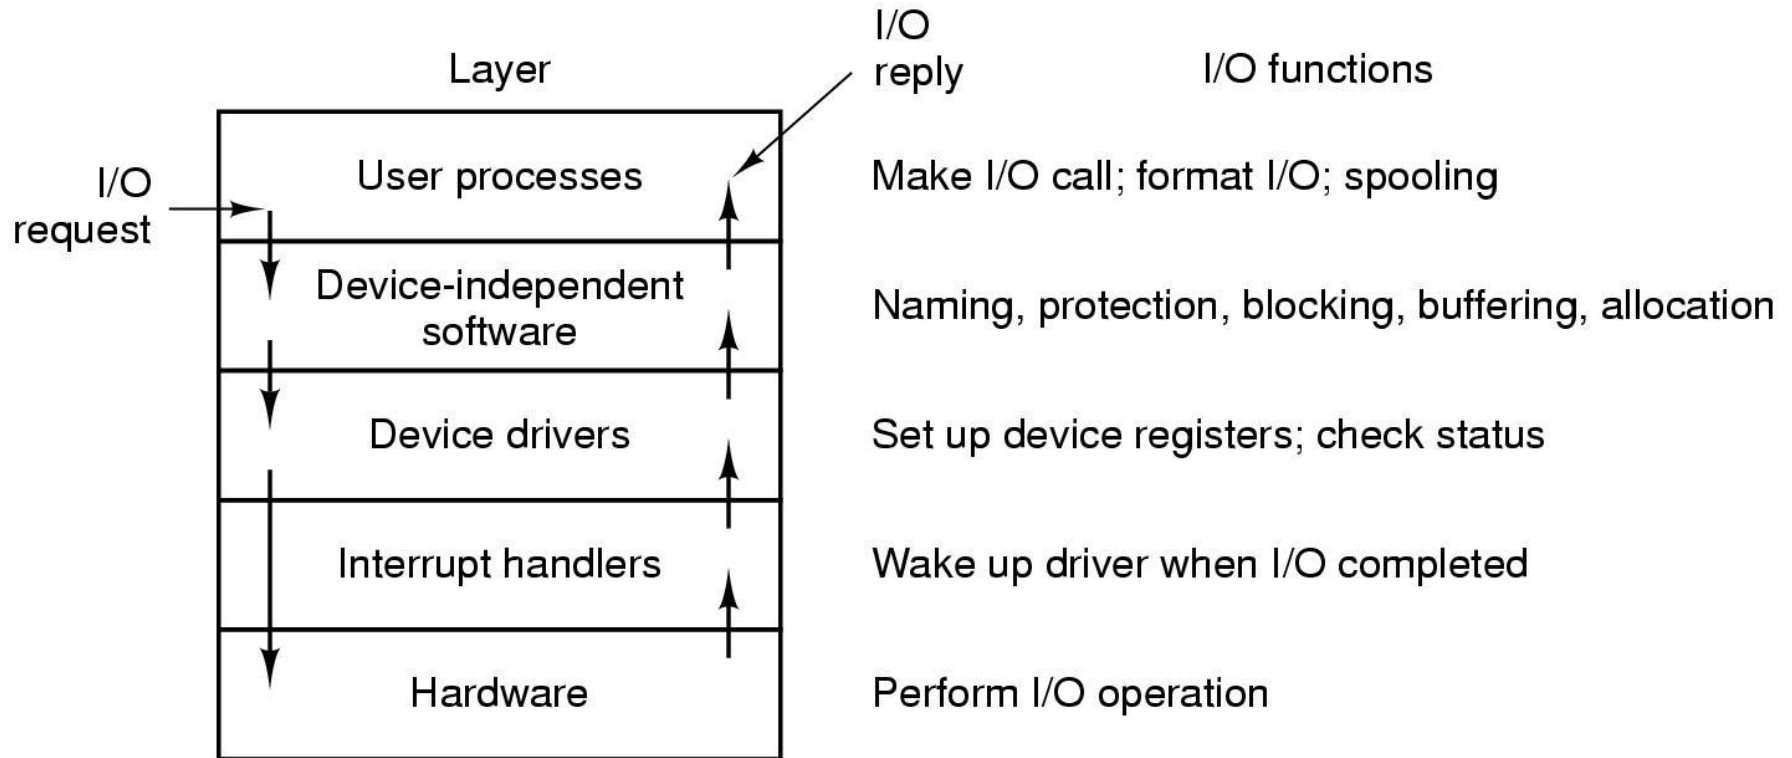 Layer
I/O
reply
I/O functions
I/O
request
User processes
Make I/O call; format I/O; spooling
Device-independent
software
Naming, protection, blocking, buffering, allocation
Device drivers
Set up device registers; check status
Interrupt handlers
Wake up driver when I/O completed
Hardware
Perform I/O operation